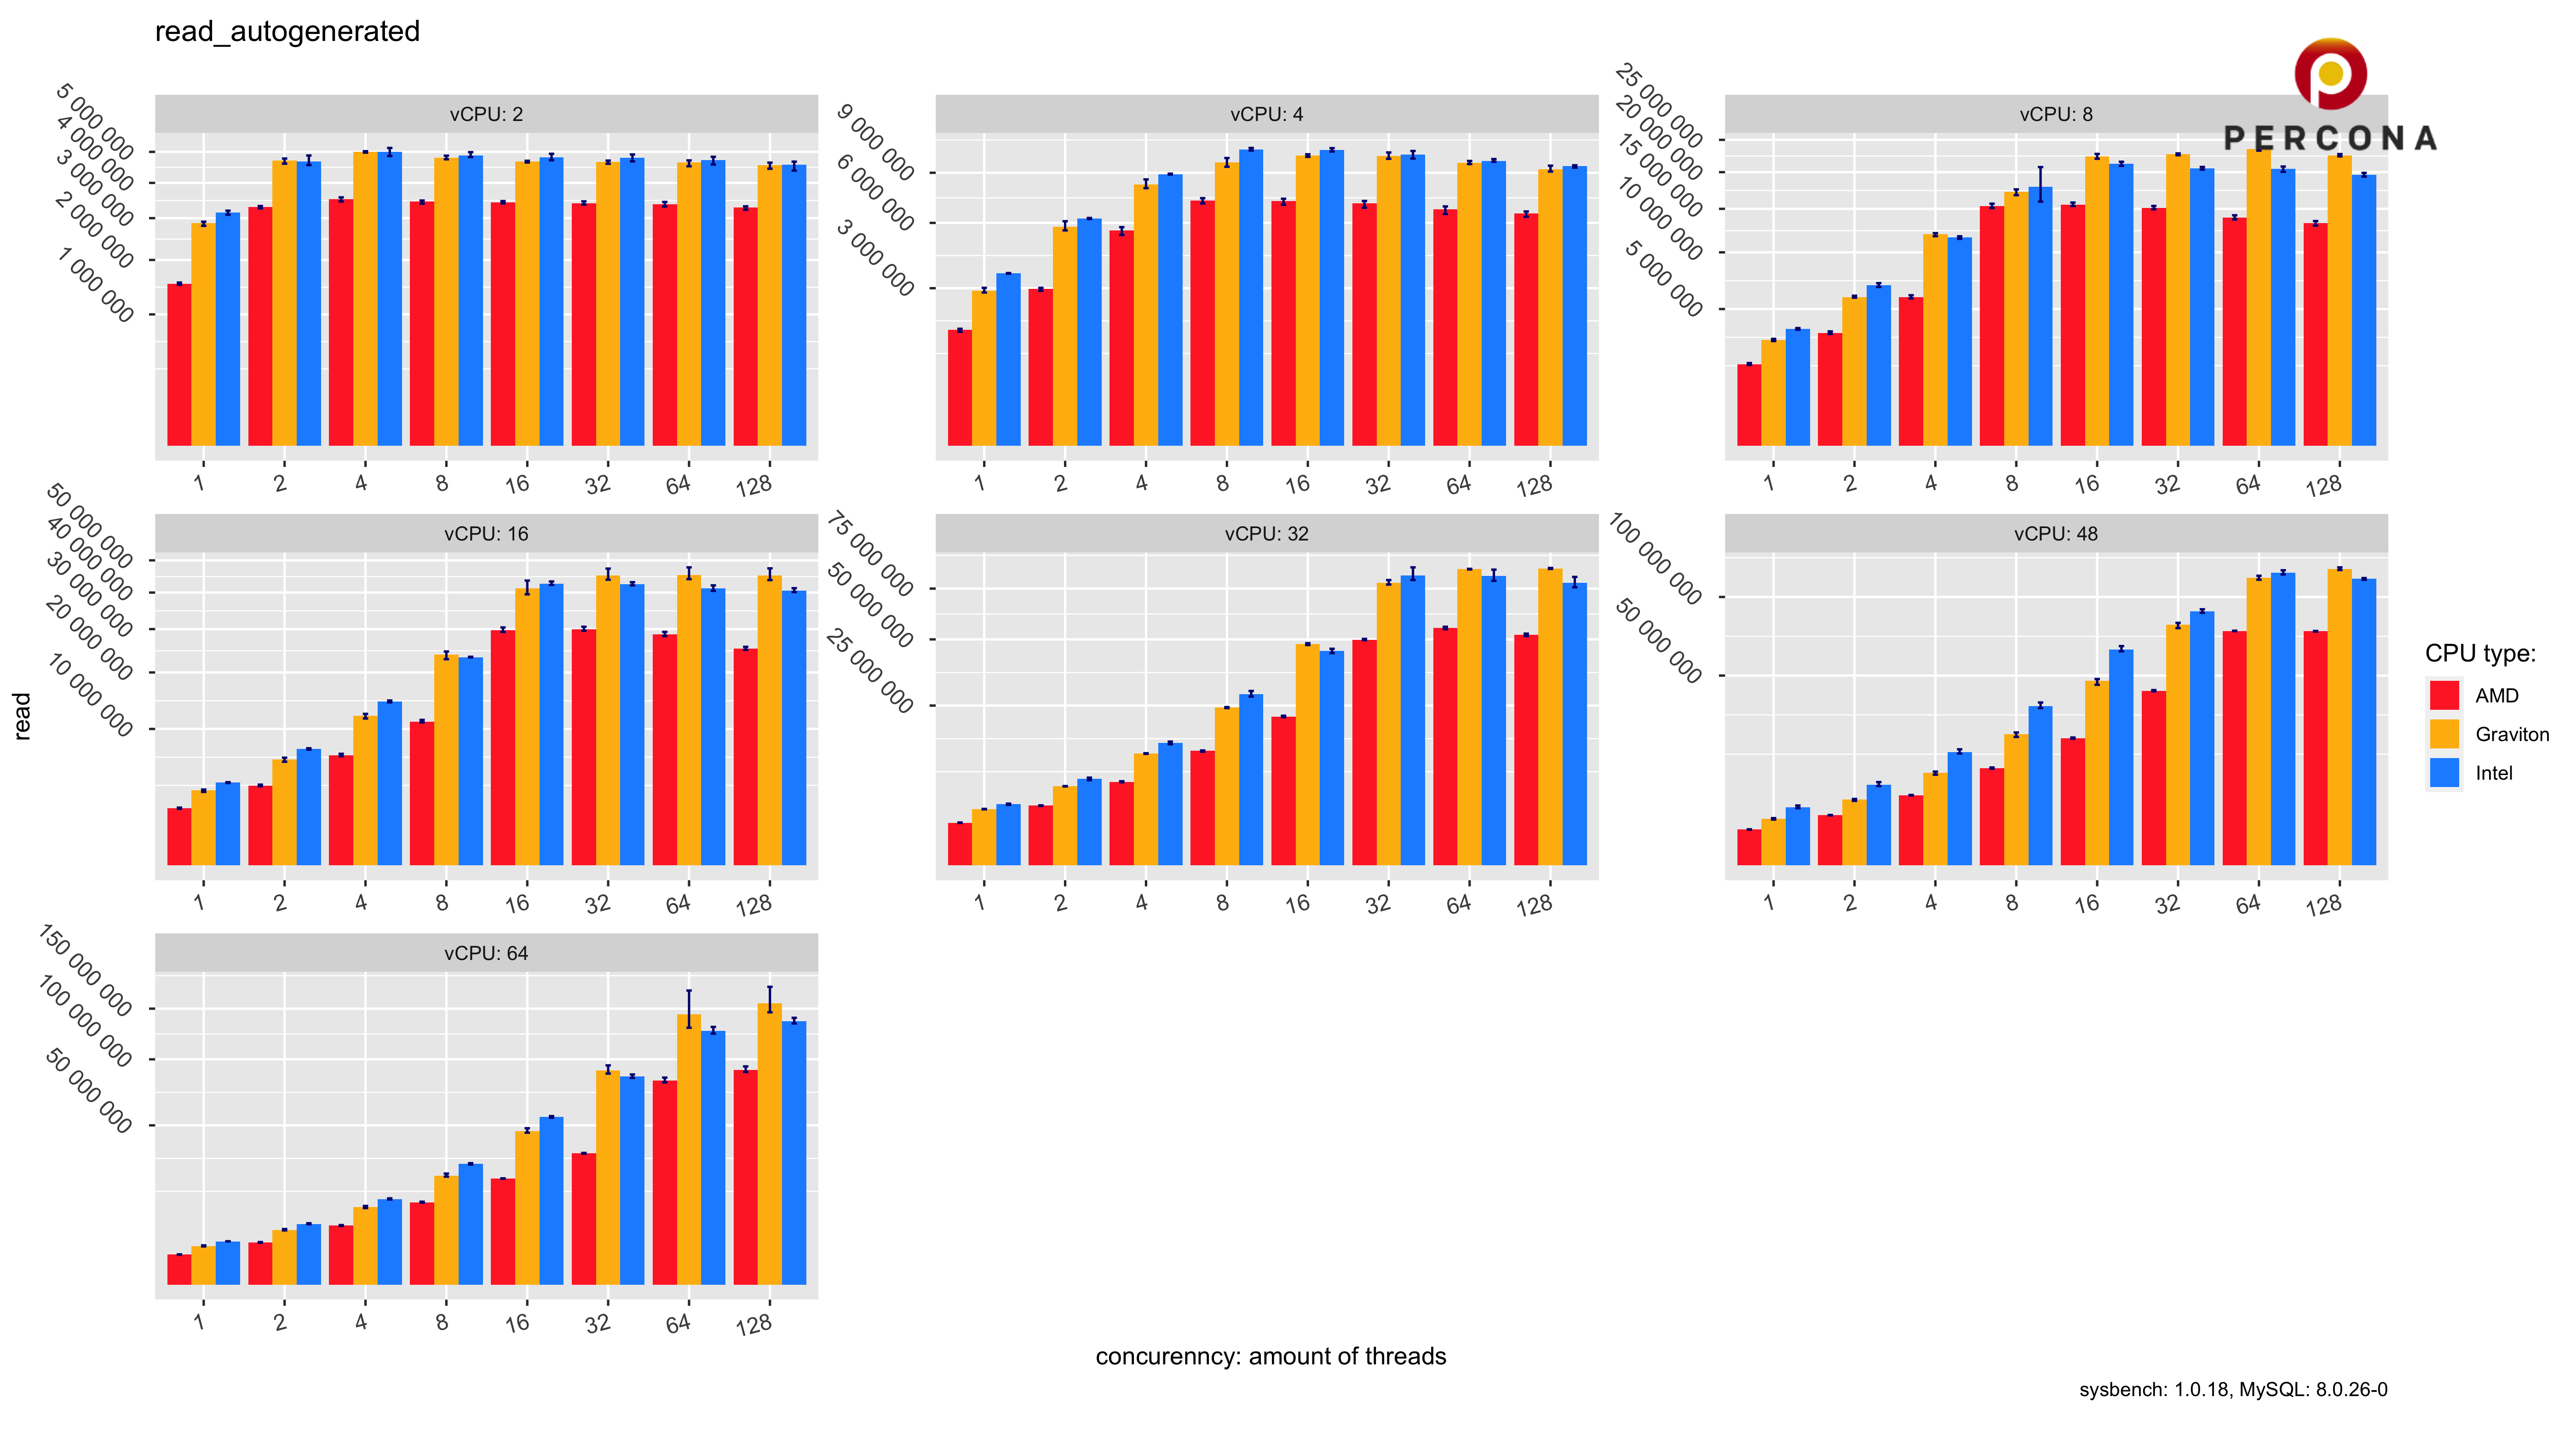 read_autogenerated
PERCONA
vCPU: 2
5 000 000
4 000 000
3 000 000
2 000 000
1 000 000
1 2 4 8 16 32 64 128
vCPU: 4
9 000 000
6 000 000
3 000 000
1 2 4 8 16 32 64 128
vCPU: 8
25 000 000
20 000 000
15 000 000
10 000 000
5 000 000
1 2 4 8 16 32 64 128
read
vCPU: 16
50 000 000
40 000 000
30 000 000
20 000 000
10 000 000
1 2 4 8 16 32 64 128
vCPU: 32
75 000 000
50 000 000
25 000 000
1 2 4 8 16 32 64 128
vCPU: 48
100 000 000
50 000 000
1 2 4 8 16 32 64 128
CPU type:
AMD
Graviton
Intel
vCPU: 64
150 000 000
100 000 000
50 000 000
1 2 4 8 16 32 64 128
concurenncy: amount of threads
sysbench: 1.0.18, MySQL: 8.0.26-0